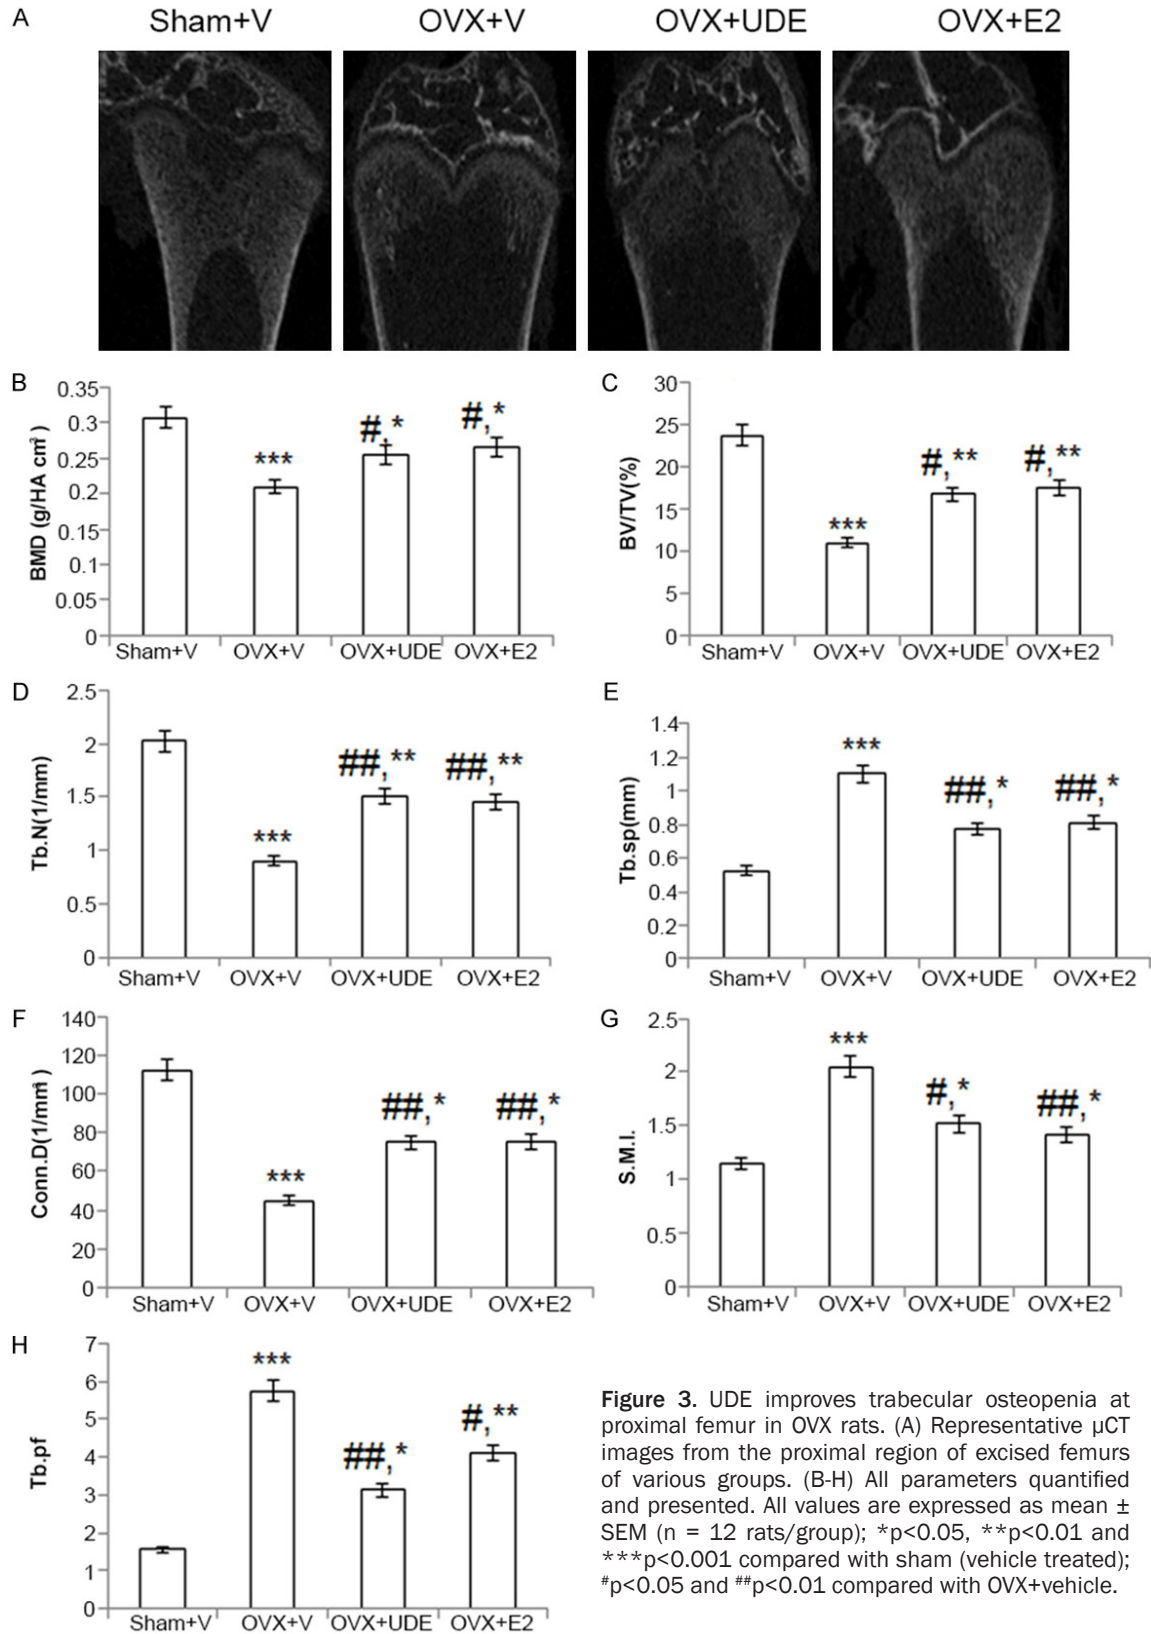 A
Sham+V OVX+V OVX+UDE OVX+E2
B
BMD (g/HA cm³)
0.35
0.3
0.25
0.2
0.15
0.1
0.05
0
***
#,*
#,*
Sham+V OVX+V OVX+UDE OVX+E2
C
BV/TV(%)
30
25
20
15
10
5
0
***
#,**
#,**
Sham+V OVX+V OVX+UDE OVX+E2
D
Tb.N(1/mm)
2.5
2
1.5
1
0.5
0
***
##,**
##,**
Sham+V OVX+V OVX+UDE OVX+E2
E
Tb.sp(mm)
1.4
1.2
1
0.8
0.6
0.4
0.2
0
***
##,*
##,*
Sham+V OVX+V OVX+UDE OVX+E2
F
Conn.D(1/mm³)
140
120
100
80
60
40
20
0
***
##,*
##,*
Sham+V OVX+V OVX+UDE OVX+E2
G
S.M.I.
2.5
2
1.5
1
0.5
0
***
#,*
##,*
Sham+V OVX+V OVX+UDE OVX+E2
H
Tb.pf
7
6
5
4
3
2
1
0
***
##,*
#,**
Sham+V OVX+V OVX+UDE OVX+E2
Figure 3. UDE improves trabecular osteopenia at
proximal femur in OVX rats. (A) Representative µCT
images from the proximal region of excised femurs
of various groups. (B-H) All parameters quantified
and presented. All values are expressed as mean ±
SEM (n = 12 rats/group); *p<0.05, **p<0.01 and
***p<0.001 compared with sham (vehicle treated);
#p<0.05 and ##p<0.01 compared with OVX+vehicle.